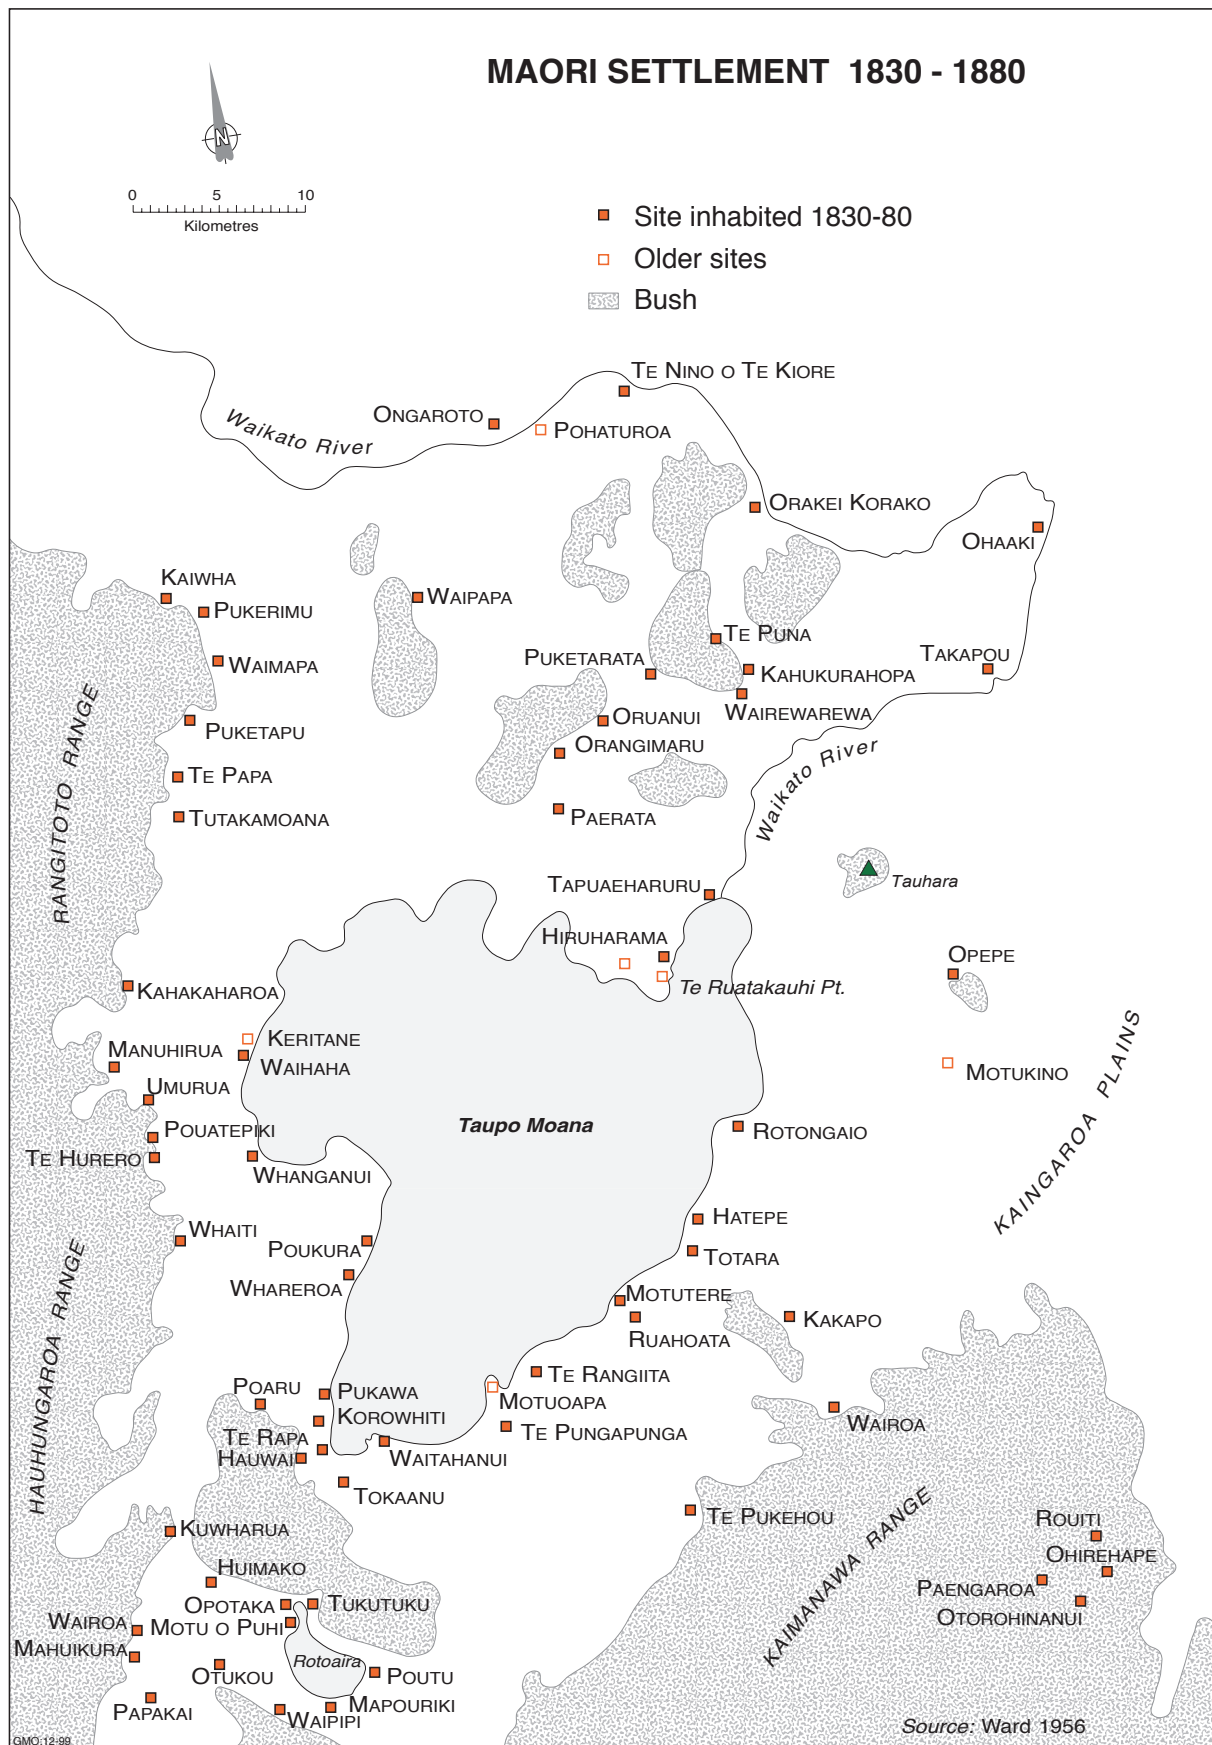 MAORI SETTLEMENT 1830 - 1880
N
0 5 10
Kilometres
Site inhabited 1830-80
Older sites
Bush
TE NINO O TE KIORE
ONGAROTO
POHATUROA
Waikato River
ORAKEI KORAKO
OHAAKI
KAIWHA
PUKERIMU
WAIPAPA
TE PUNA
WAIMAPA
PUKETARATA
KAHUKURAHOPA
TAKAPOU
WAIREWAREWA
PUKETAPU
ORUANUI
ORANGIMARU
Waikato River
TE PAPA
TUTAKAMOANA
PAERATA
RANGITOTO RANGE
TAPUAEHARURU
Tauhara
HIRUHARAMA
OPEPE
Te Ruatakauhi Pt.
KAHAKAHAROA
KERITANE
MANUHIRUA
WAIHAHA
MOTUKINO
UMURUA
Taupo Moana
POUATEPIKI
ROTONGAIO
TE HURERO
WHANGANUI
KAINGAROA PLAINS
HATEPE
WHAITI
POUKURA
TOTARA
WHAREROA
MOTUTERE
KAKAPO
RUAHOATA
HAUHUNGAROA RANGE
TE RANGIITA
POARU
PUKAWA
MOTUOAPA
KOROWHITI
TE PUNGAPUNGA
WAIROA
TE RAPA
HAUWAI
WAITAHANUI
TOKAANU
TE PUKEHOU
ROUITI
KUWHARUA
OHIREHAPE
HUIMAKO
PAENGAROA
KAIMANAWA RANGE
OPOTAKA
TUKUTUKU
OTOROHINANUI
WAIROA
MOTU O PUHI
MAHUIKURA
Rotoaira
OTUKOU
POUTU
PAPAKAI
WAIPIPI
MAPOURIKI
Source: Ward 1956
GMO:12-99